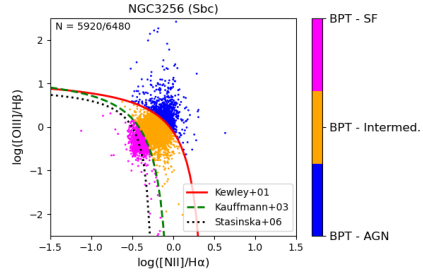 NGC3256 (Sbc)
N = 5920/6480
log([OIII]/Hβ)
2
1
0
−1
−2
Kewley+01
Kauffmann+03
Stasinska+06
−1.5 −1.0 −0.5 0.0 0.5 1.0 1.5
log([NII]/Hα)
BPT - SF
BPT - Intermed.
BPT - AGN